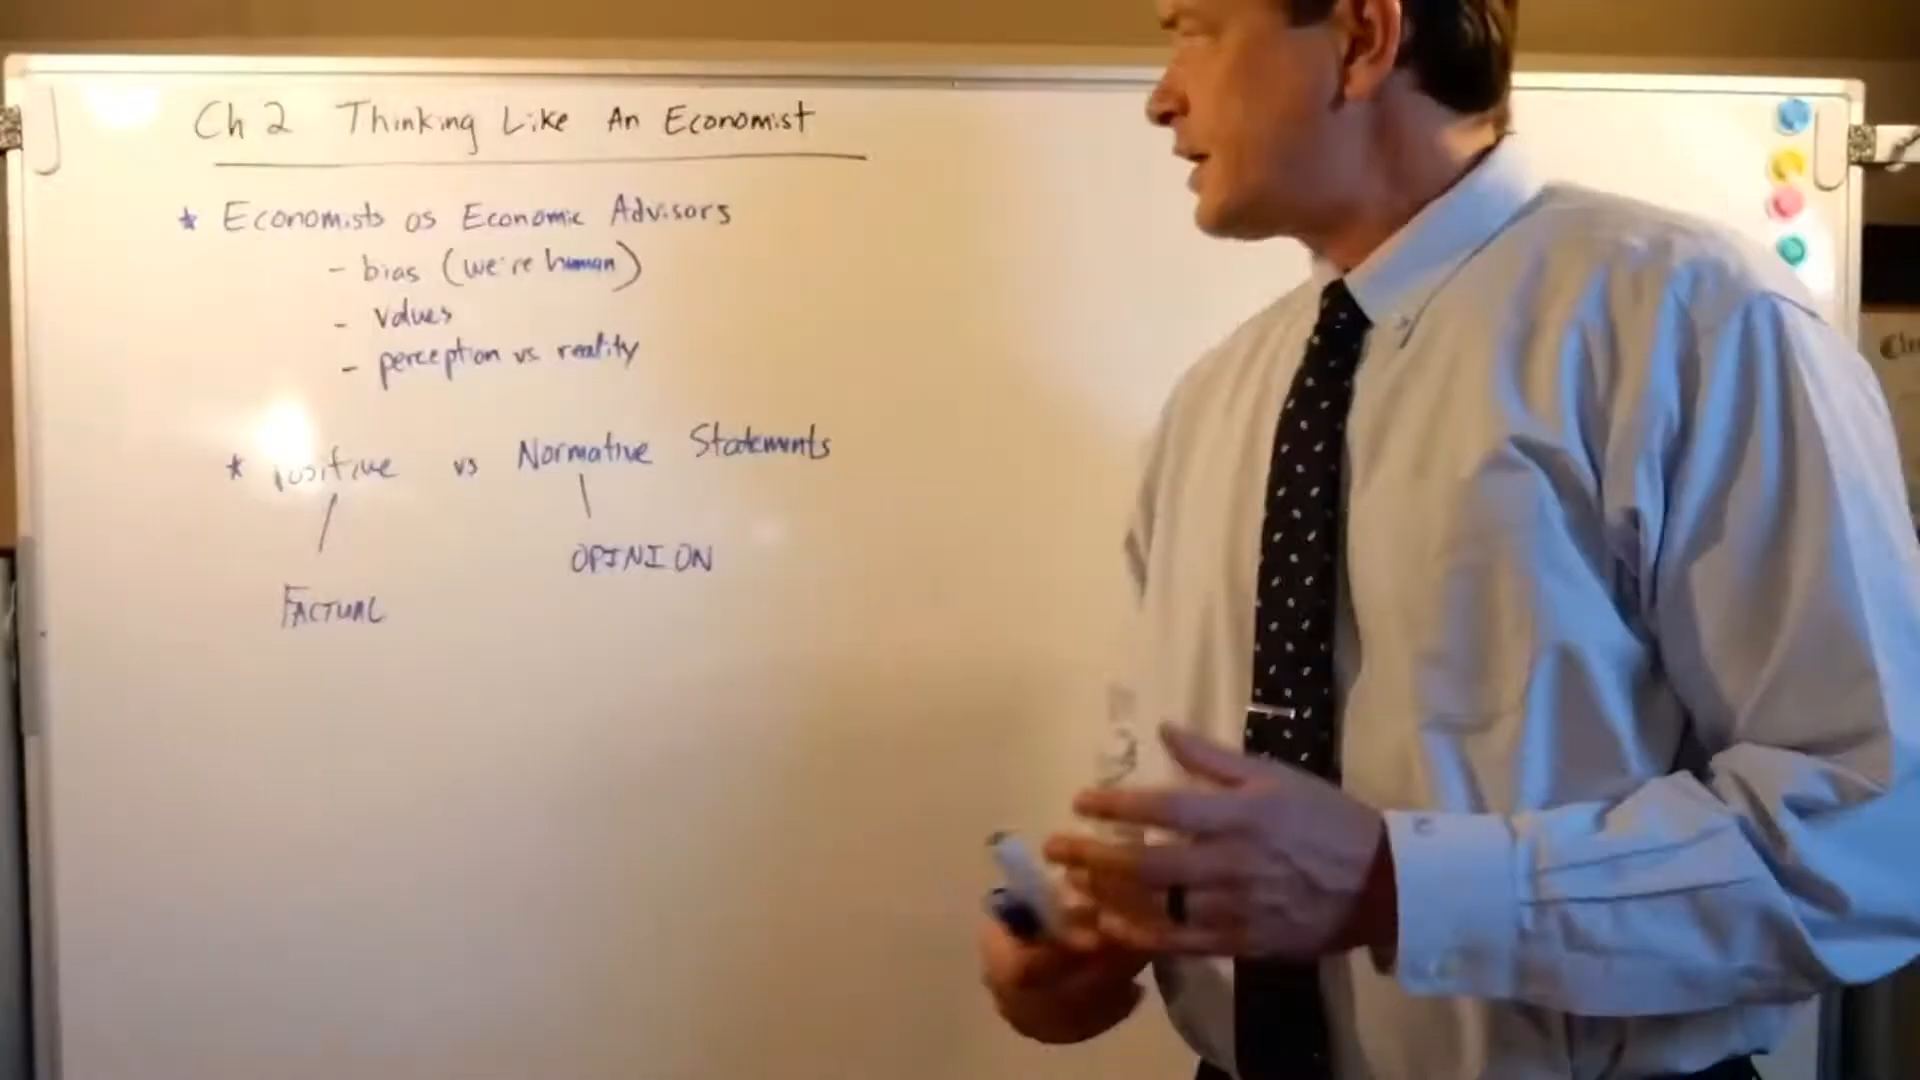 Ch 2 Thinking Like An Economist
* Economists as Economic Advisors
- bias (we're human)
- values
- perception vs. reality
* Positive vs Normative Statements
OPINION
FACTUAL